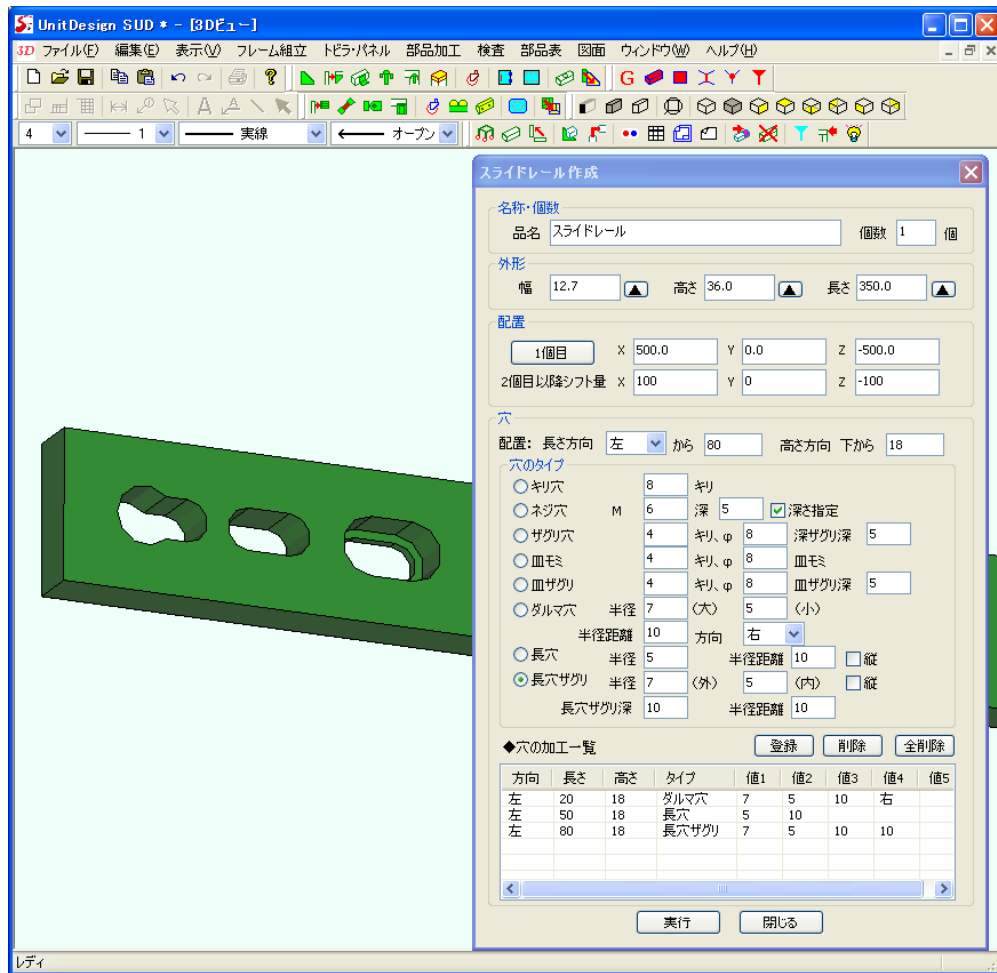 UnitDesign SUD * - [3Dビュー]
3D ファイル(F) 編集(E) 表示(V) フレーム組立 トビラ・パネル 部品加工 検査 部品表 図面 ウィンドウ(W) ヘルプ(H)
4 1 実線 オープン
スライドレール作成
名称・個数
品名 スライドレール 個数 1 個
外形
幅 12.7 高さ 36.0 長さ 350.0
配置
1個目 X 500.0 Y 0.0 Z -500.0
2個目以降シフト量 X 100 Y 0 Z -100
穴
配置: 長さ方向 左 から 80 高さ方向 下から 18
穴のタイプ
キリ穴 8 キリ
ネジ穴 M 6 深 5 深さ指定
ザグリ穴 4 キリ、φ 8 深ザグリ深 5
皿モミ 4 キリ、φ 8 皿モミ
皿ザグリ 4 キリ、φ 8 皿ザグリ深 5
ダルマ穴 半径 7 (大) 5 (小)
半径距離 10 方向 右
長穴 半径 5 半径距離 10 縦
長穴ザグリ 半径 7 (外) 5 (内) 縦
長穴ザグリ深 10 半径距離 10
◆穴の加工一覧 登録 削除 全削除
方向 長さ 高さ タイプ 値1 値2 値3 値4 値5
左 20 18 ダルマ穴 7 5 10 右
左 50 18 長穴 5 10
左 80 18 長穴ザグリ 7 5 10 10
実行 閉じる
レディ